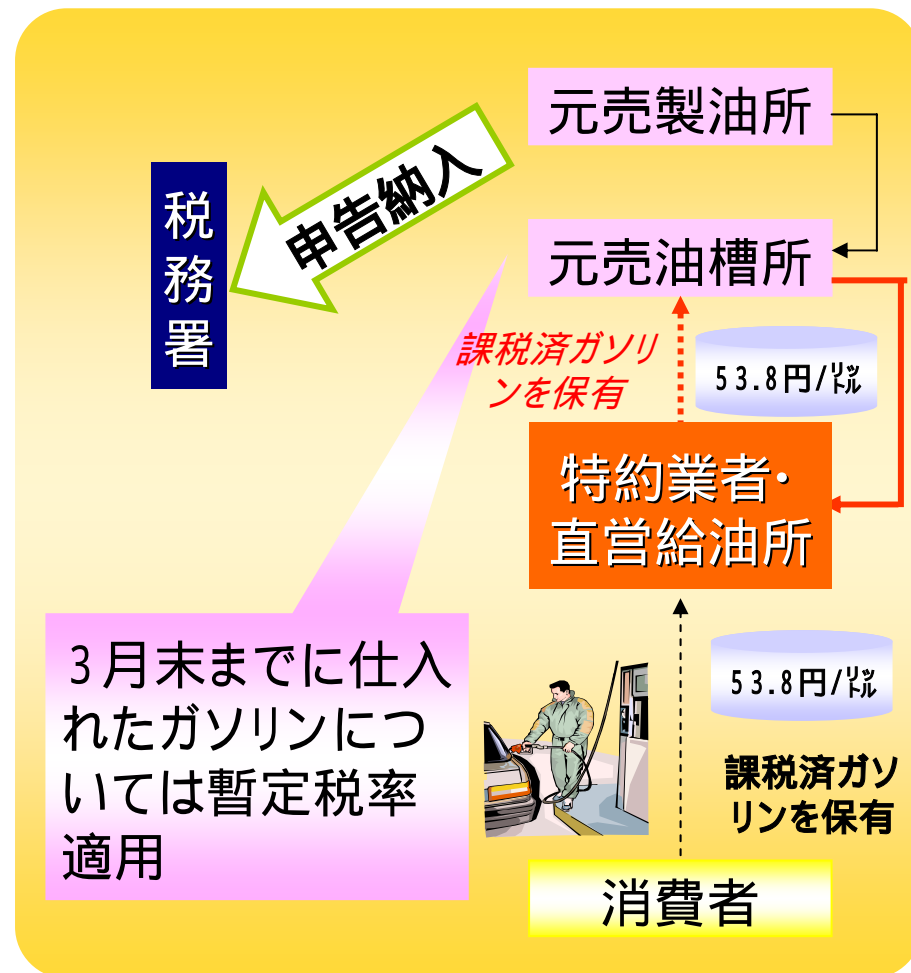 元売製油所
申告納入
税務署
元売油槽所
課税済ガソリ
ンを保有
53.8円/㍑
特約業者・
直営給油所
3月末までに仕入
れたガソリンにつ
いては暫定税率
適用
53.8円/㍑
課税済ガソ
リンを保有
消費者